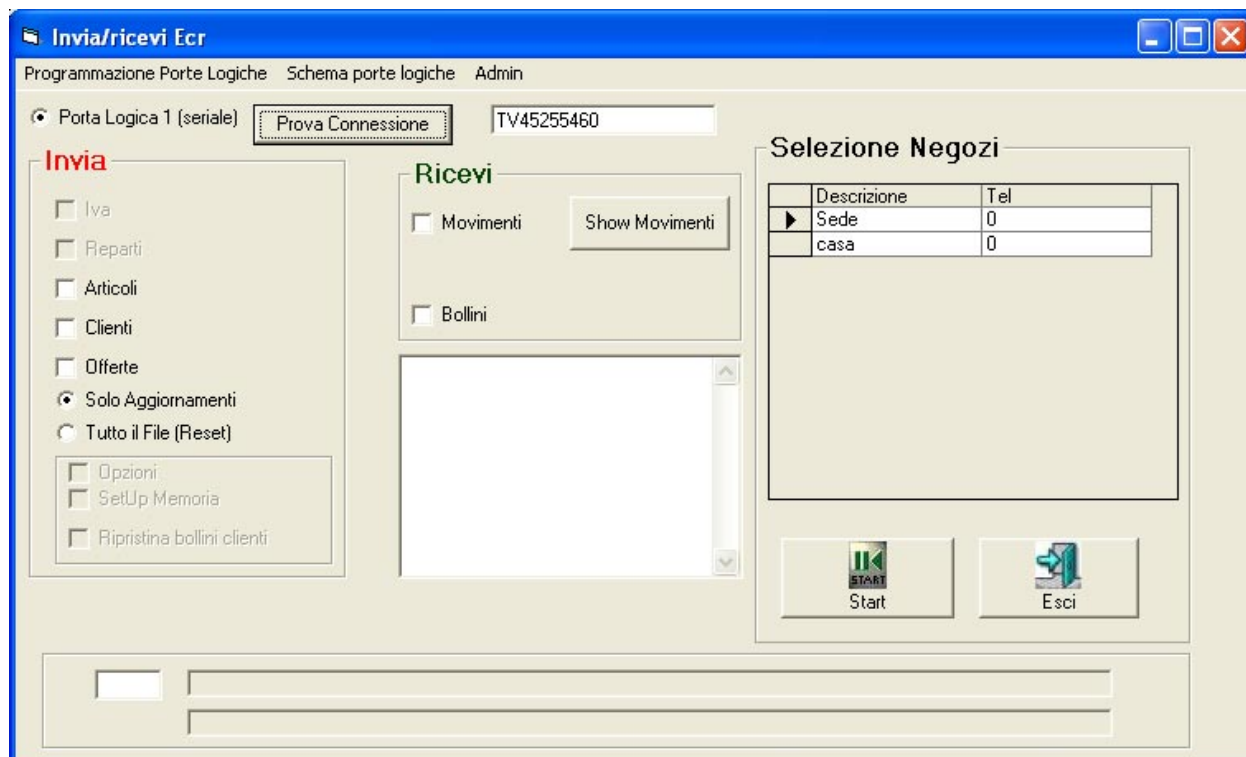 Invia/ricevi Ecr
Programmazione Porte Logiche Schema porte logiche Admin
Porta Logica 1 (seriale) Prova Connessione TV45255460
Invia
Iva
Reparti
Articoli
Clienti
Offerte
Solo Aggiornamenti
Tutto il File (Reset)
Opzioni
SetUp Memoria
Ripristina bollini clienti
Ricevi
Movimenti Show Movimenti
Bollini
Selezione Negozi
Descrizione Tel
Sede 0
casa 0
START
Start Esci